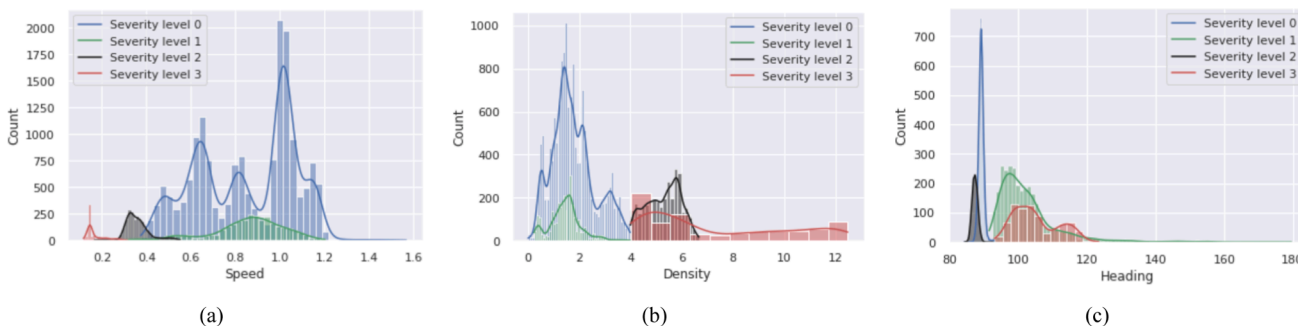 Severity level 0
Severity level 1
Severity level 2
Severity level 3
2000
1750
1500
1250
1000
750
500
250
0
Count
0.2 0.4 0.6 0.8 1.0 1.2 1.4 1.6
Speed
(a)
Severity level 0
Severity level 1
Severity level 2
Severity level 3
1000
800
600
400
200
0
Count
0 2 4 6 8 10 12
Density
(b)
Severity level 0
Severity level 1
Severity level 2
Severity level 3
700
600
500
400
300
200
100
0
Count
80 100 120 140 160 180
Heading
(c)